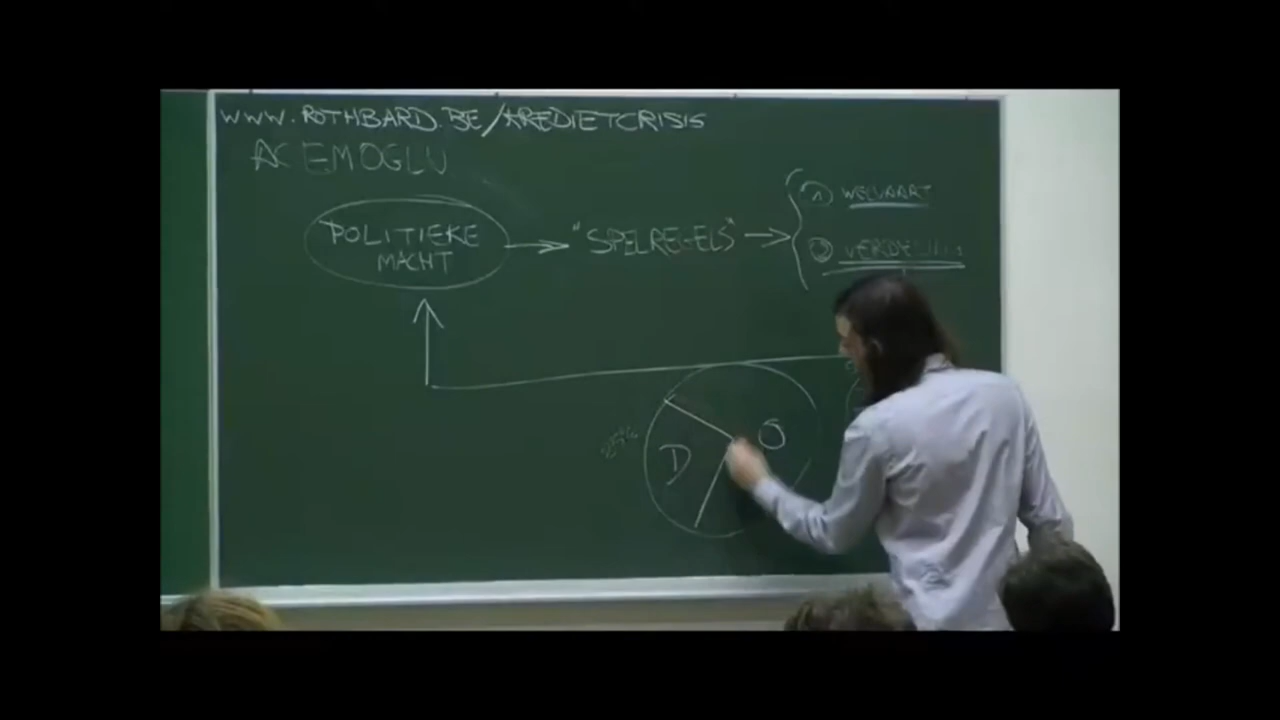 WWW.ROTHBARD.BE/KREDIETCRISIS
ACEMOGLU
POLITIEKE
MACHT
"SPELREGELS"
1 WELVAART
2 VERDELING
D
O